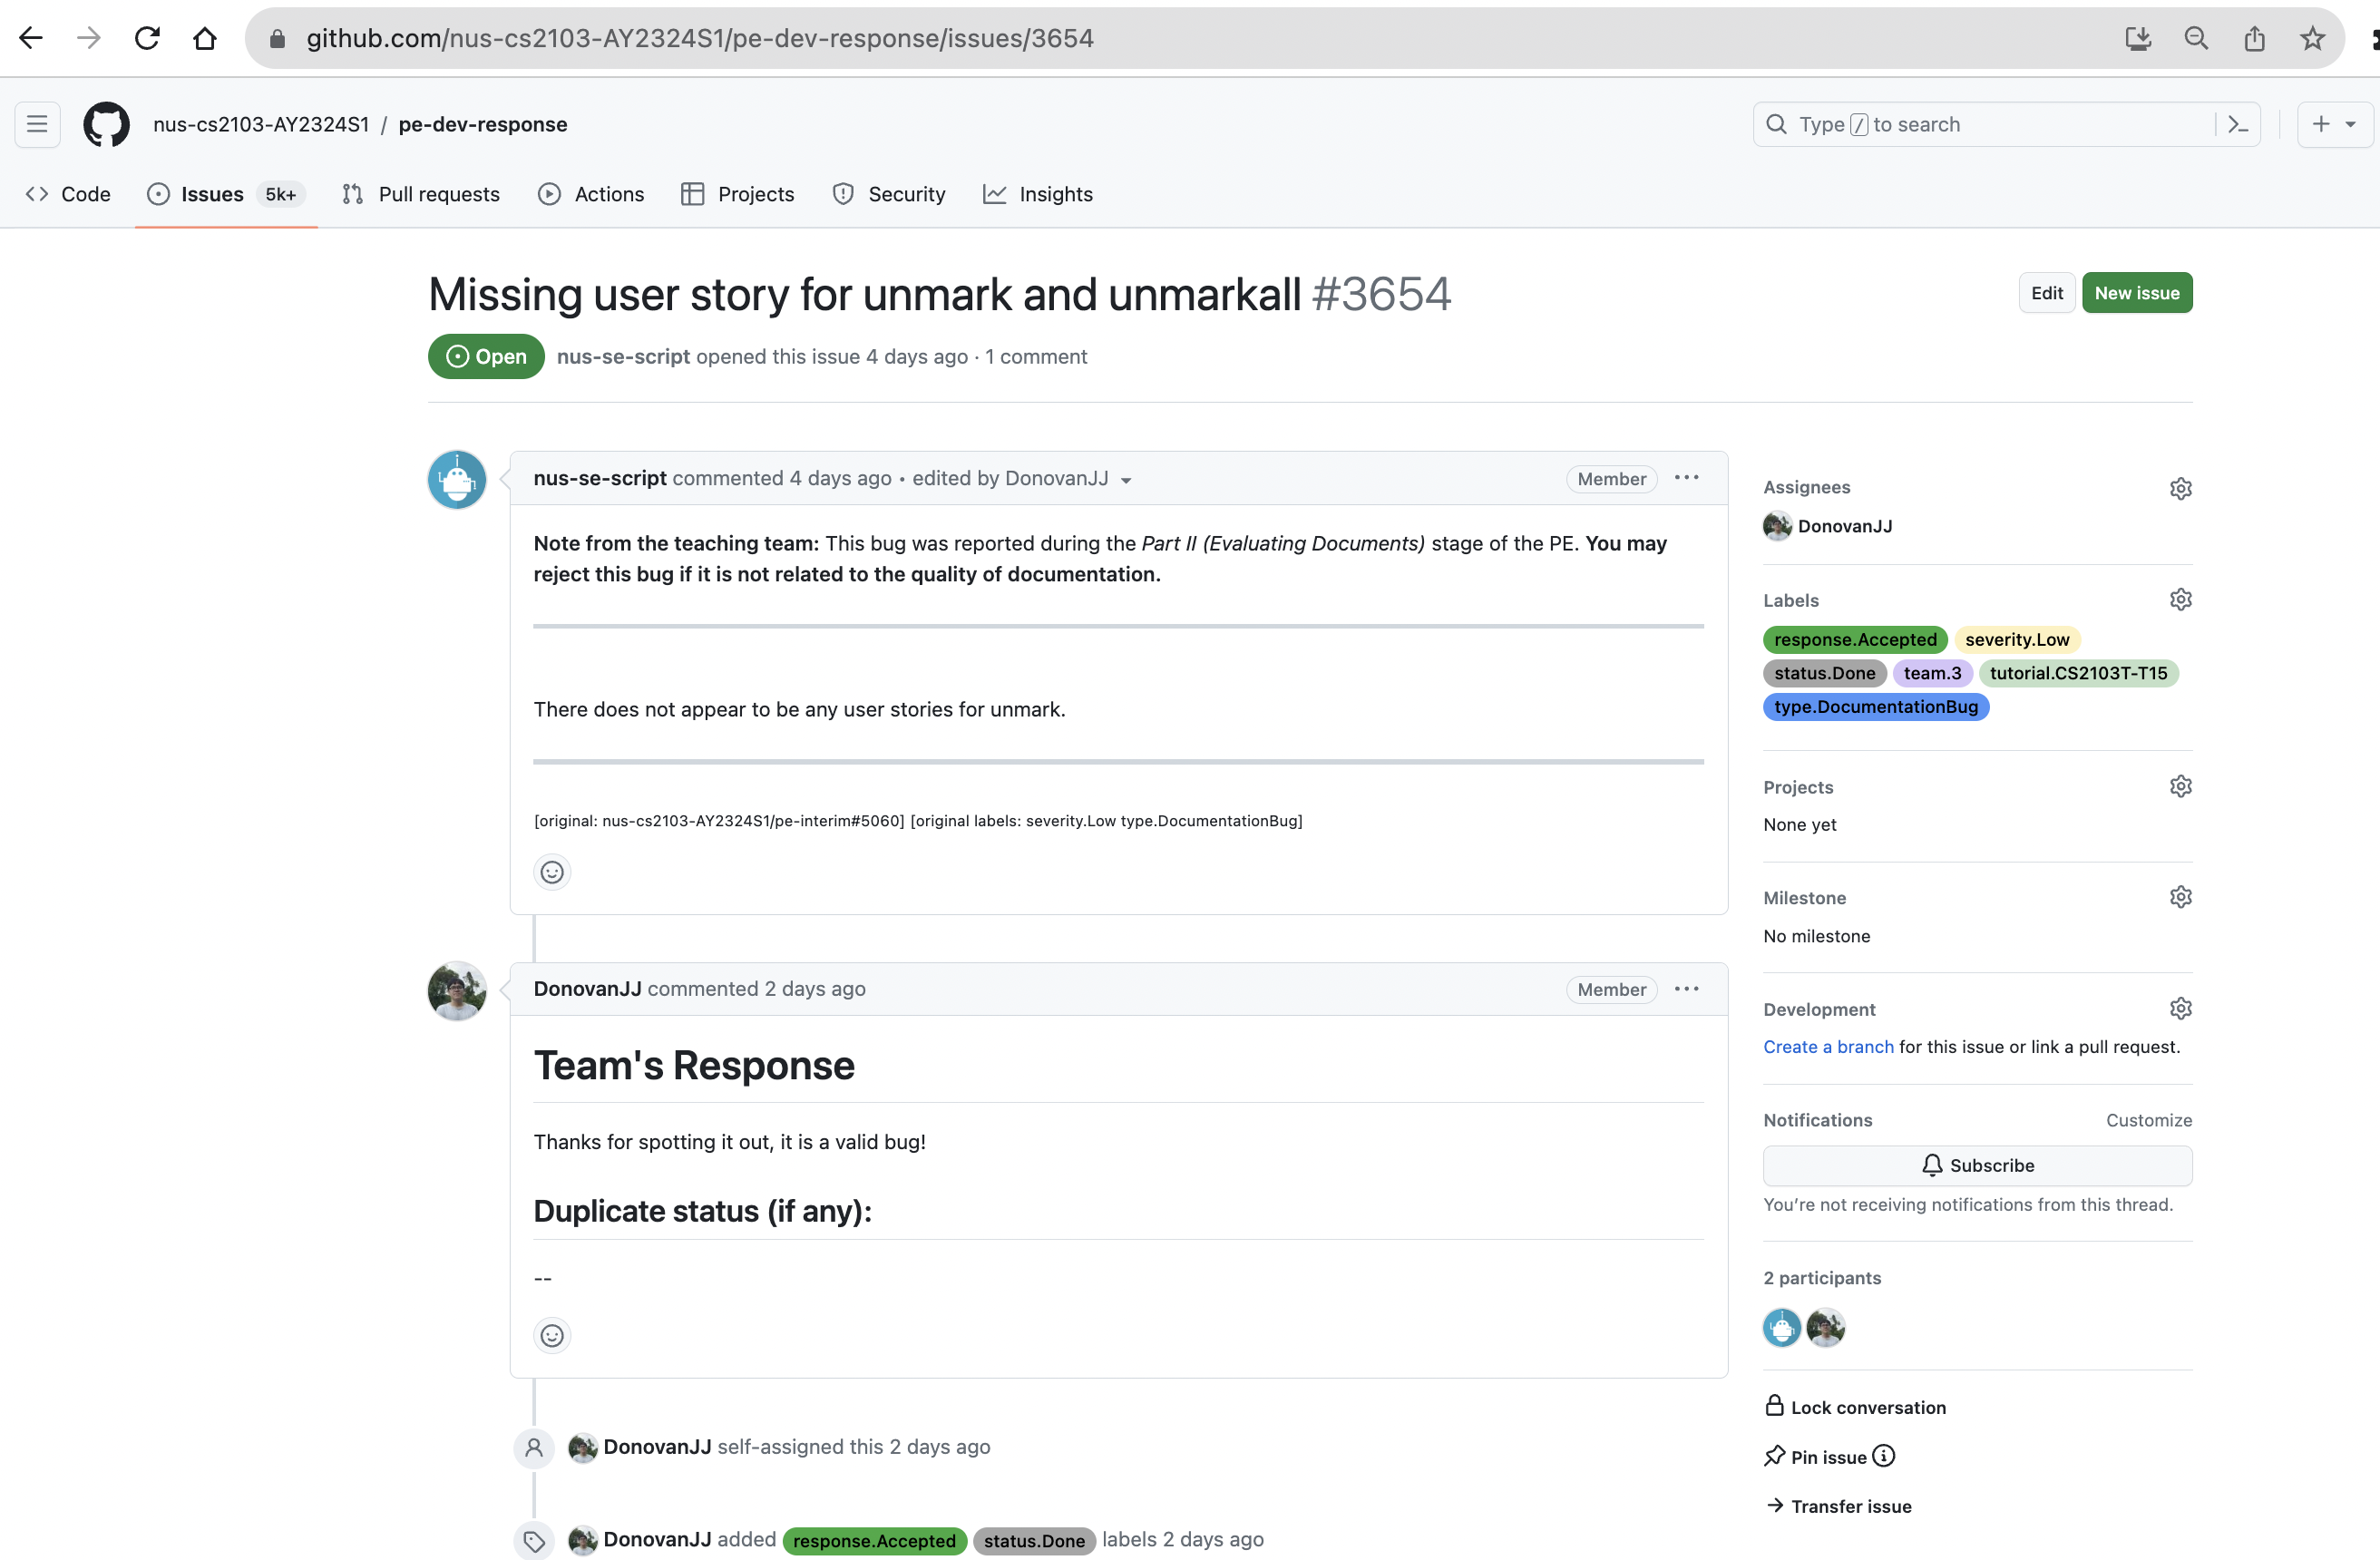 github.com/nus-cs2103-AY2324S1/pe-dev-response/issues/3654
nus-cs2103-AY2324S1 / pe-dev-response
Type / to search
Code Issues 5k+ Pull requests Actions Projects Security Insights
Missing user story for unmark and unmarkall #3654
Edit New issue
Open nus-se-script opened this issue 4 days ago · 1 comment
nus-se-script commented 4 days ago • edited by DonovanJJ
Member
Note from the teaching team: This bug was reported during the Part II (Evaluating Documents) stage of the PE. You may
reject this bug if it is not related to the quality of documentation.
There does not appear to be any user stories for unmark.
[original: nus-cs2103-AY2324S1/pe-interim#5060] [original labels: severity.Low type.DocumentationBug]
DonovanJJ commented 2 days ago
Member
Team's Response
Thanks for spotting it out, it is a valid bug!
Duplicate status (if any):
--
DonovanJJ self-assigned this 2 days ago
DonovanJJ added response.Accepted status.Done labels 2 days ago
Assignees
DonovanJJ
Labels
response.Accepted severity.Low
status.Done team.3 tutorial.CS2103T-T15
type.DocumentationBug
Projects
None yet
Milestone
No milestone
Development
Create a branch for this issue or link a pull request.
Notifications Customize
Subscribe
You're not receiving notifications from this thread.
2 participants
Lock conversation
Pin issue
Transfer issue